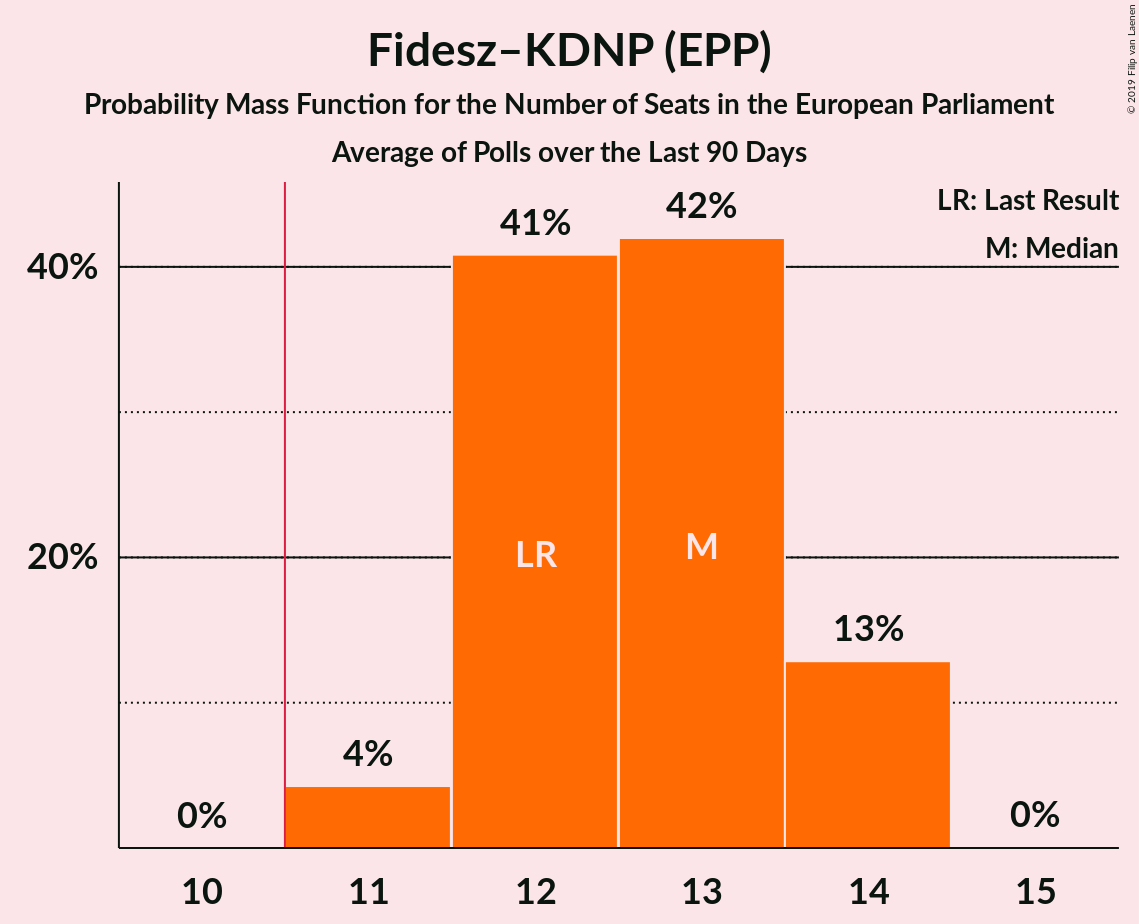 Fidesz–KDNP (EPP)
Probability Mass Function for the Number of Seats in the European Parliament
Average of Polls over the Last 90 Days
© 2019 Filip van Laenen
LR: Last Result
M: Median
40%
20%
0%
4%
41%
42%
13%
0%
LR
M
10
11
12
13
14
15